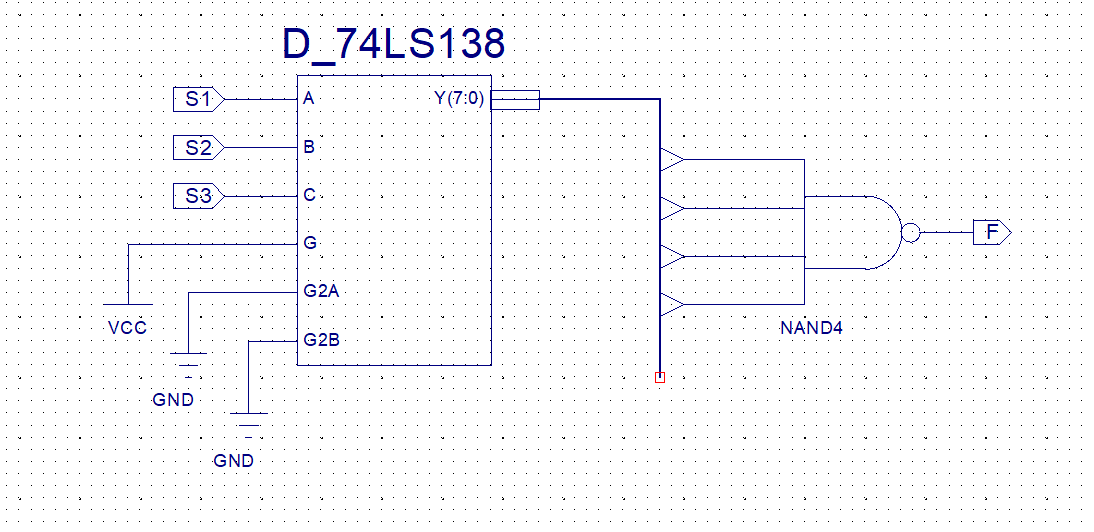 D_74LS138
S1
A
Y(7:0)
S2
B
S3
C
G
F
G2A
VCC
NAND4
G2B
GND
GND